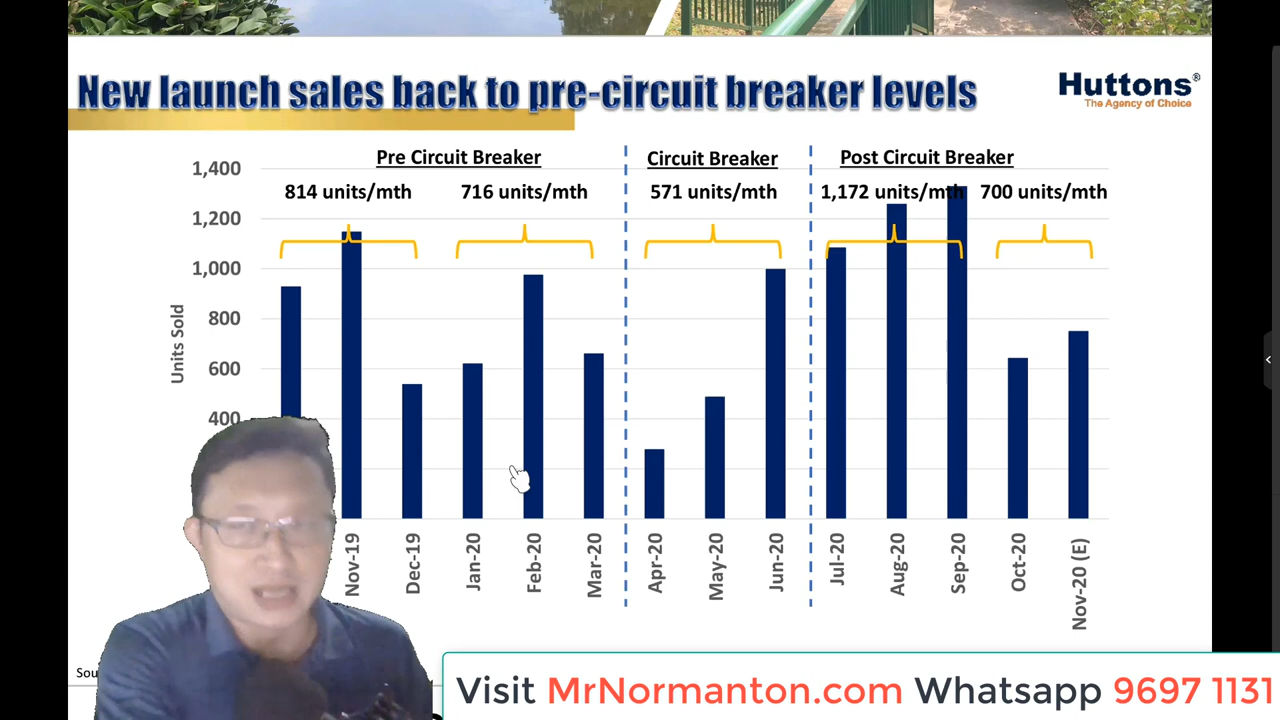 New launch sales back to pre-circuit breaker levels
Huttons®
The Agency of Choice
Pre Circuit Breaker
Circuit Breaker
Post Circuit Breaker
814 units/mth
716 units/mth
571 units/mth
1,172 units/mth
700 units/mth
1,400
1,200
1,000
800
600
400
Units Sold
Nov-19
Dec-19
Jan-20
Feb-20
Mar-20
Apr-20
May-20
Jun-20
Jul-20
Aug-20
Sep-20
Oct-20
Nov-20 (E)
Visit MrNormanton.com Whatsapp 9697 1131